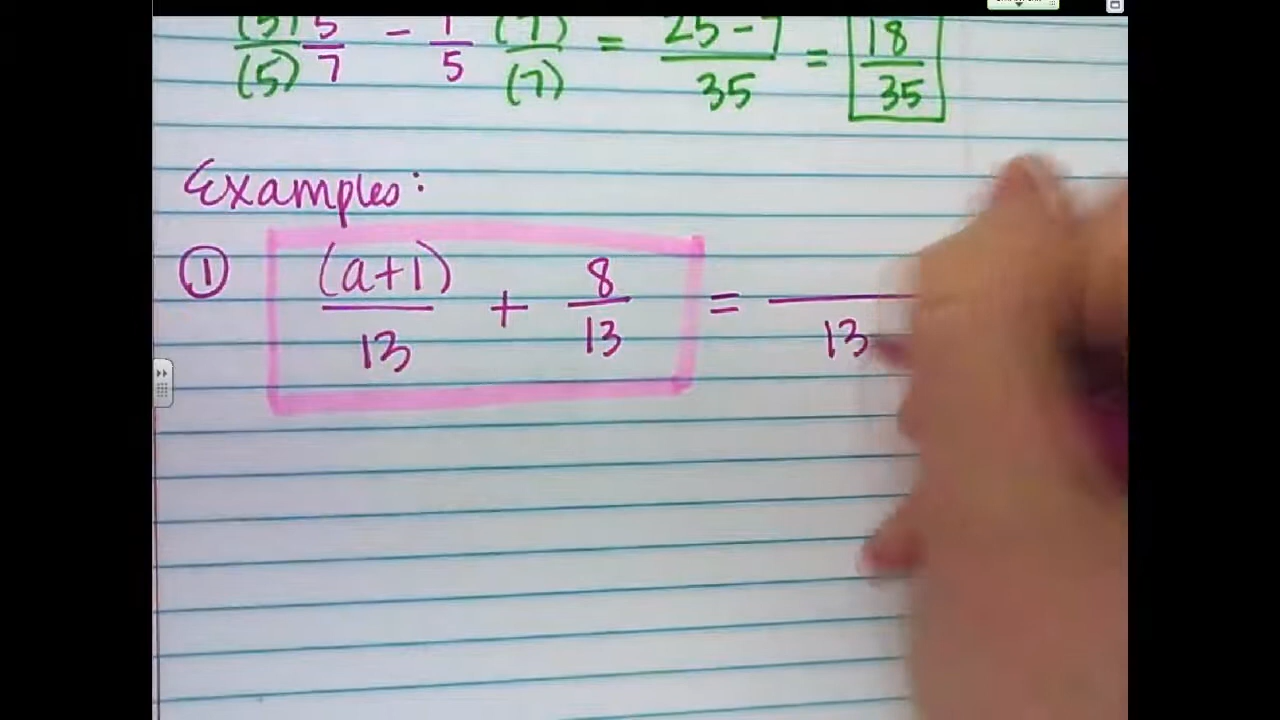 (5)5/(5)7 - 1/5 (7)/(7) = 25-7/35 = 18/35
Examples:
① (a+1)/13 + 8/13 = /13